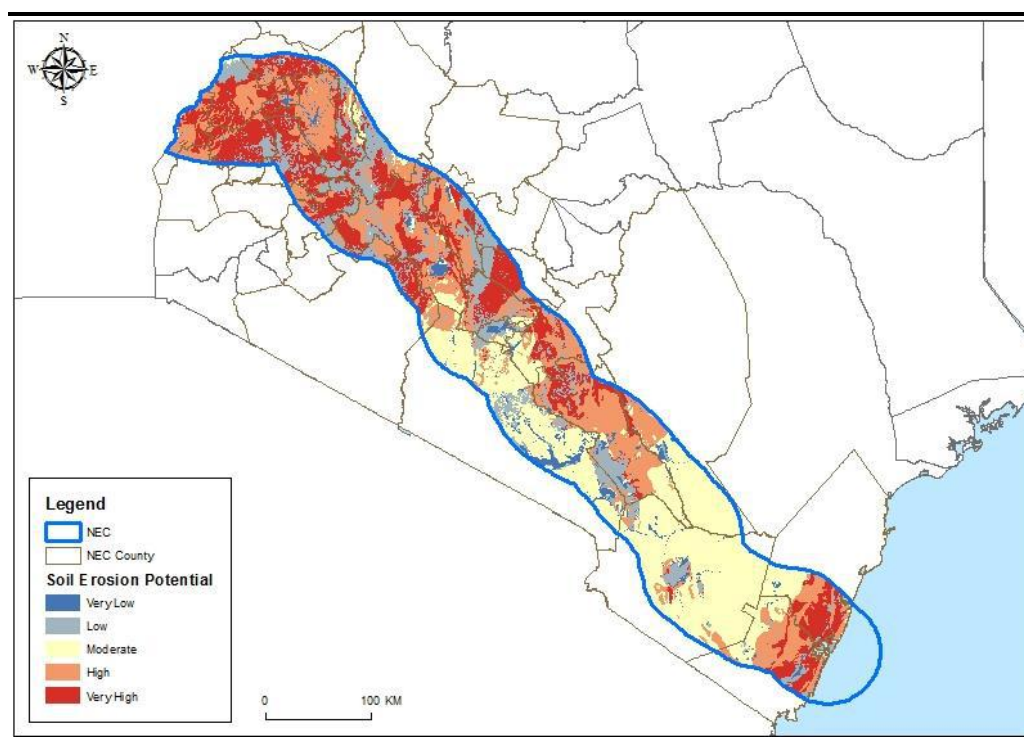 N
W E
S
Legend
NEC
NEC County
Soil Erosion Potential
Very Low
Low
Moderate
High
Very High
0 100 KM